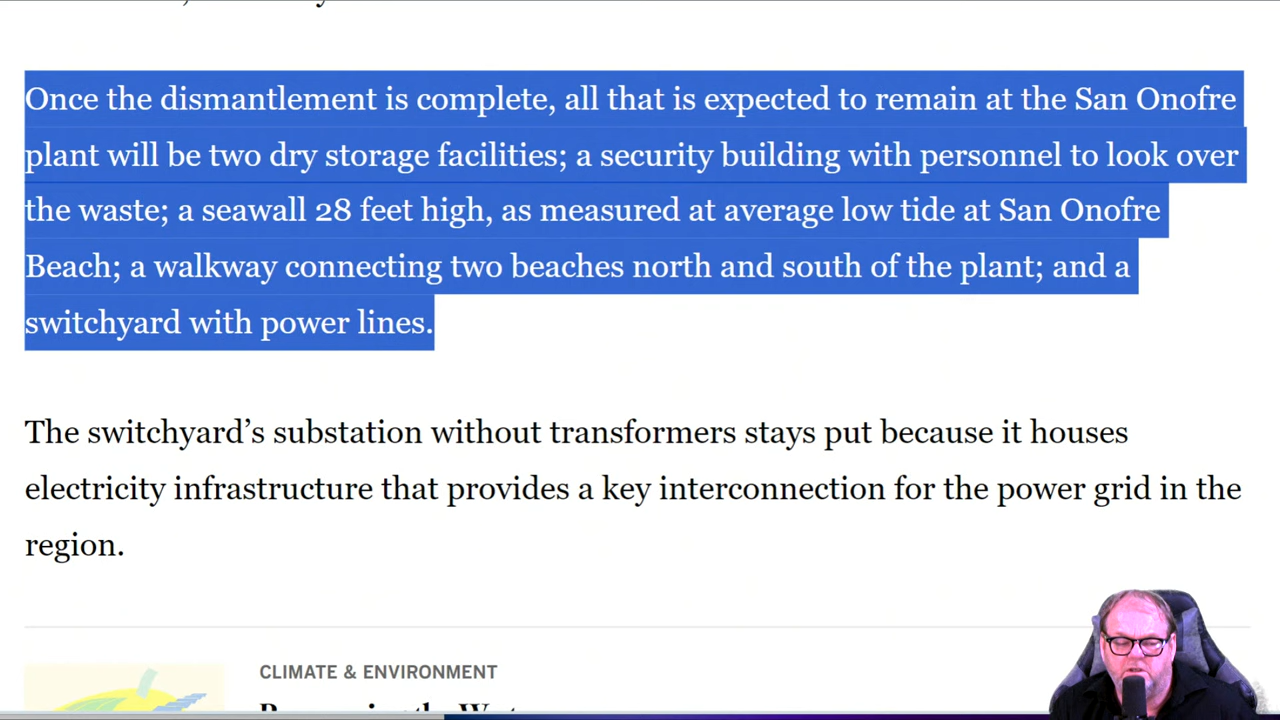 Once the dismantlement is complete, all that is expected to remain at the San Onofre
plant will be two dry storage facilities; a security building with personnel to look over
the waste; a seawall 28 feet high, as measured at average low tide at San Onofre
Beach; a walkway connecting two beaches north and south of the plant; and a
switchyard with power lines.
The switchyard’s substation without transformers stays put because it houses
electricity infrastructure that provides a key interconnection for the power grid in the
region.
CLIMATE & ENVIRONMENT